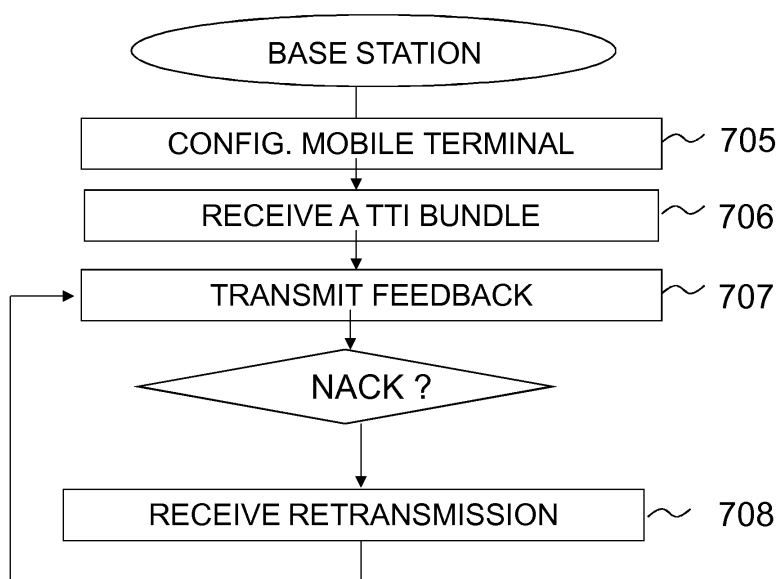 BASE STATION
CONFIG. MOBILE TERMINAL 705
RECEIVE A TTI BUNDLE 706
TRANSMIT FEEDBACK 707
NACK ?
RECEIVE RETRANSMISSION 708